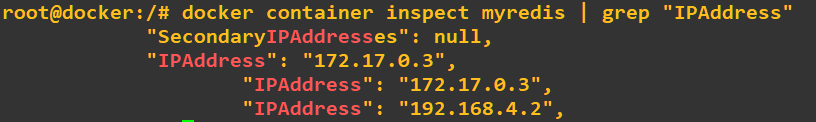 root@docker:/# docker container inspect myredis | grep "IPAddress"
"SecondaryIPAddresses": null,
"IPAddress": "172.17.0.3",
"IPAddress": "172.17.0.3",
"IPAddress": "192.168.4.2",